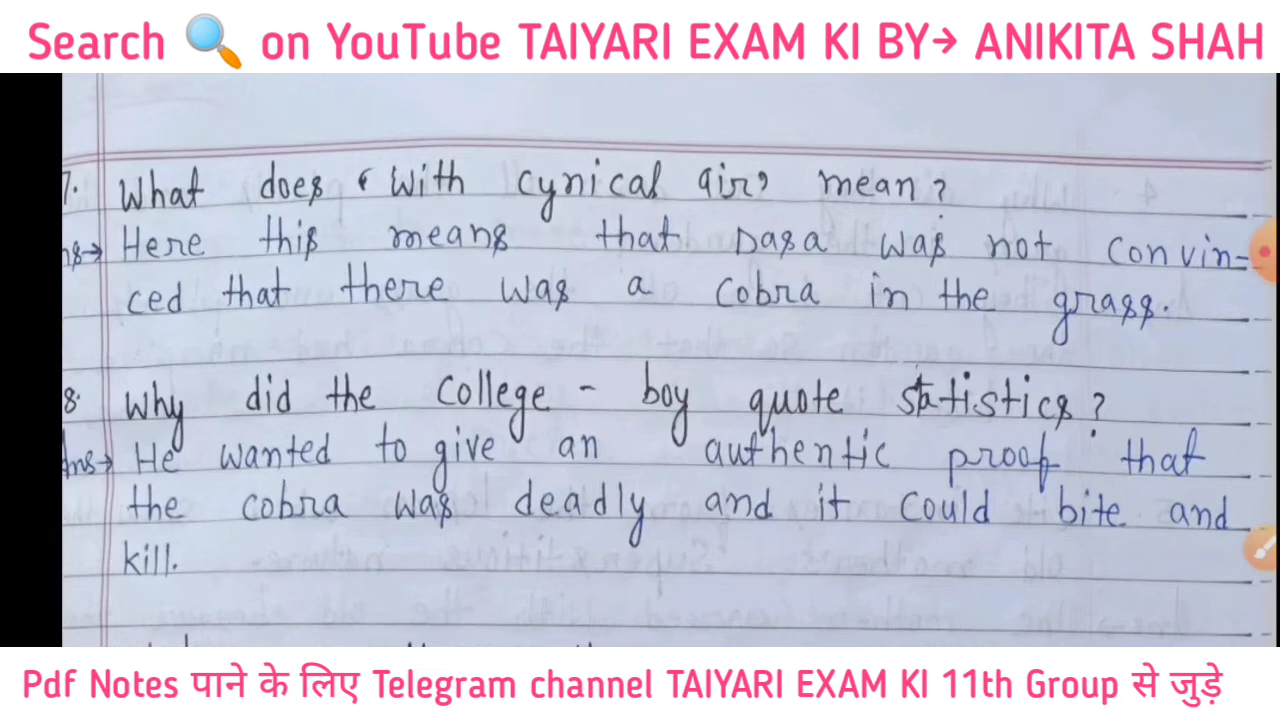 Search 🔍 on YouTube TAIYARI EXAM KI BY→ ANIKITA SHAH
7. What does 'With cynical air' mean?
ns→ Here this means that Dasa was not convin=
ced that there was a cobra in the grass.
8. Why did the college - boy quote statistics?
Ans→ He wanted to give an authentic proof that
the cobra was deadly and it could bite and
kill.
Pdf Notes पाने के लिए Telegram channel TAIYARI EXAM KI 11th Group से जुड़े